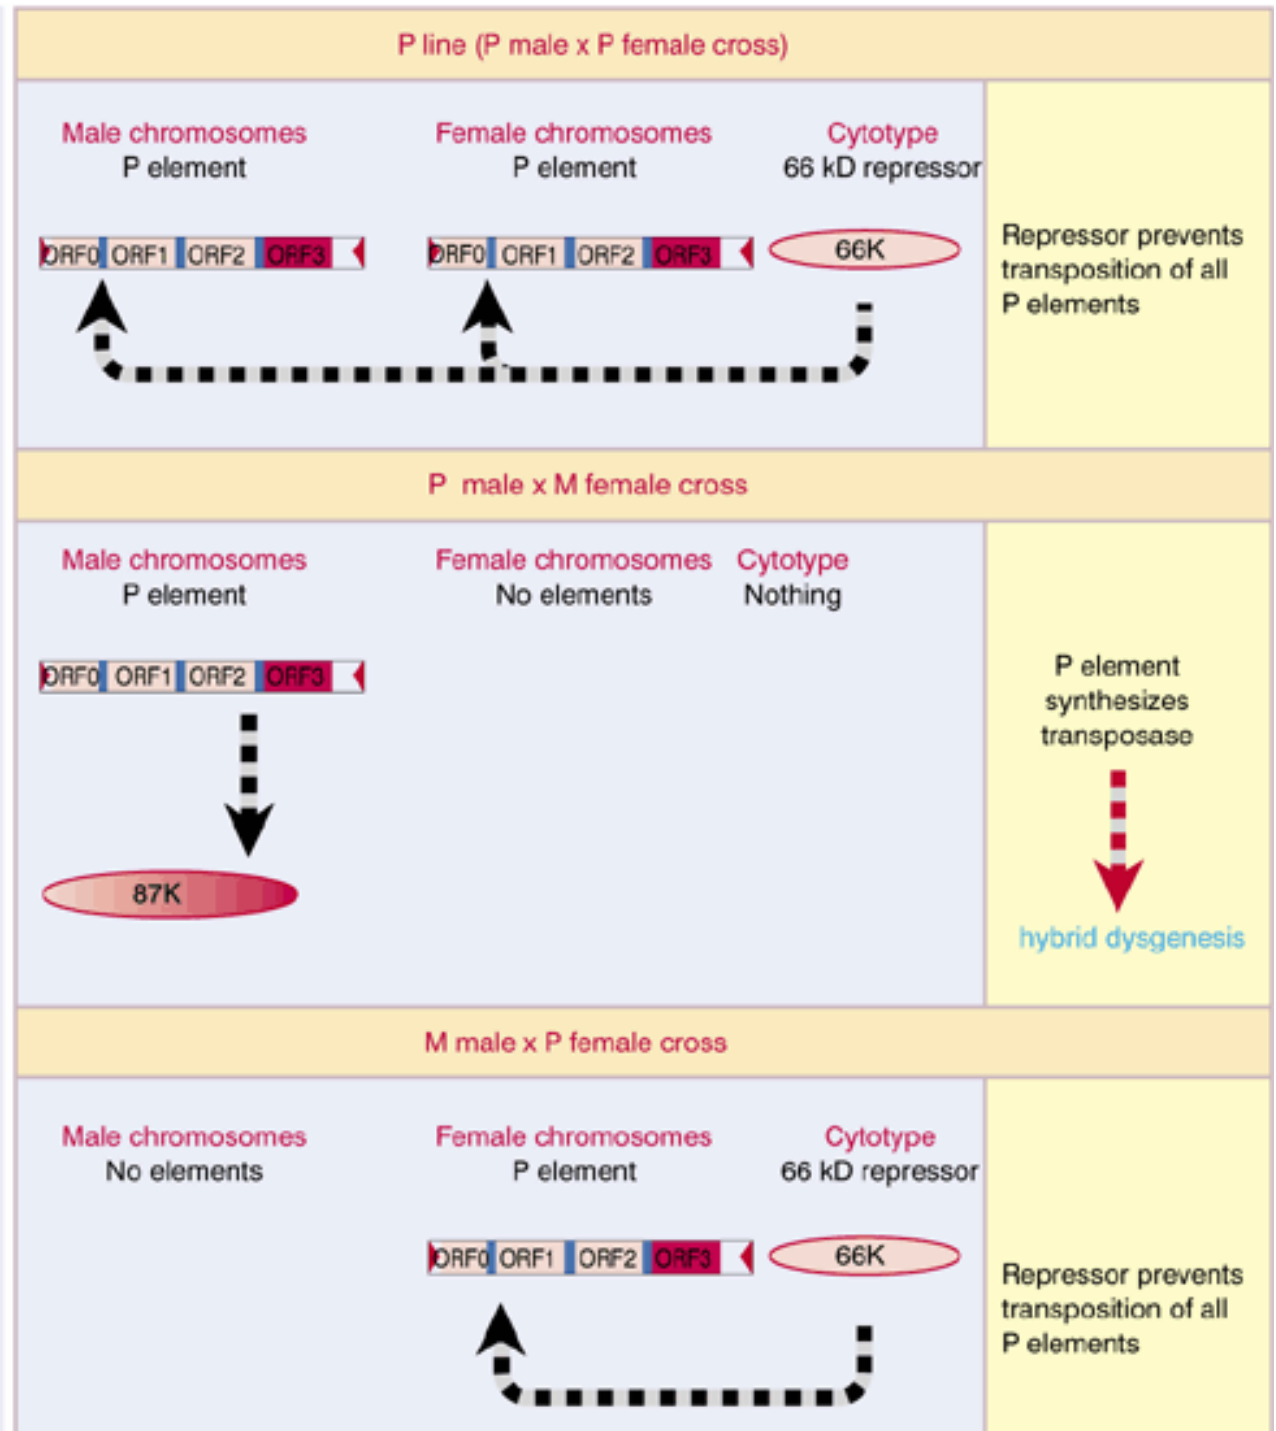 P line (P male x P female cross)
Male chromosomes Female chromosomes Cytotype
P element P element 66 kD repressor
ORF0 ORF1 ORF2 ORF3 ORF0 ORF1 ORF2 ORF3 66K
Repressor prevents
transposition of all
P elements
P male x M female cross
Male chromosomes Female chromosomes Cytotype
P element No elements Nothing
ORF0 ORF1 ORF2 ORF3
87K
P element
synthesizes
transposase
hybrid dysgenesis
M male x P female cross
Male chromosomes Female chromosomes Cytotype
No elements P element 66 kD repressor
ORF0 ORF1 ORF2 ORF3 66K
Repressor prevents
transposition of all
P elements